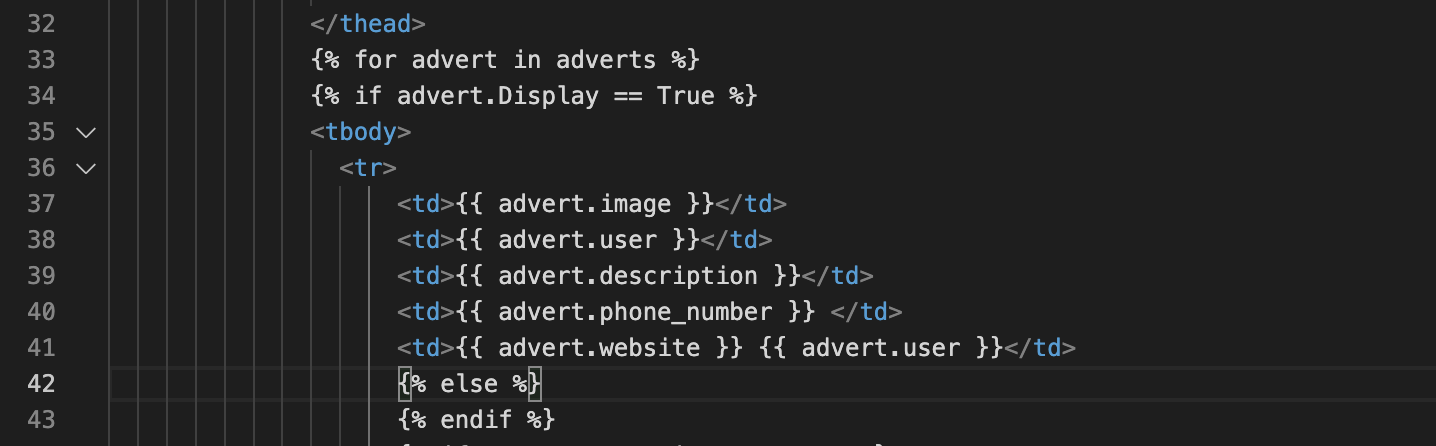 32 </thead>
33 {% for advert in adverts %}
34 {% if advert.Display == True %}
35 <tbody>
36 <tr>
37 <td>{{ advert.image }}</td>
38 <td>{{ advert.user }}</td>
39 <td>{{ advert.description }}</td>
40 <td>{{ advert.phone_number }} </td>
41 <td>{{ advert.website }} {{ advert.user }}</td>
42 {% else %}
43 {% endif %}